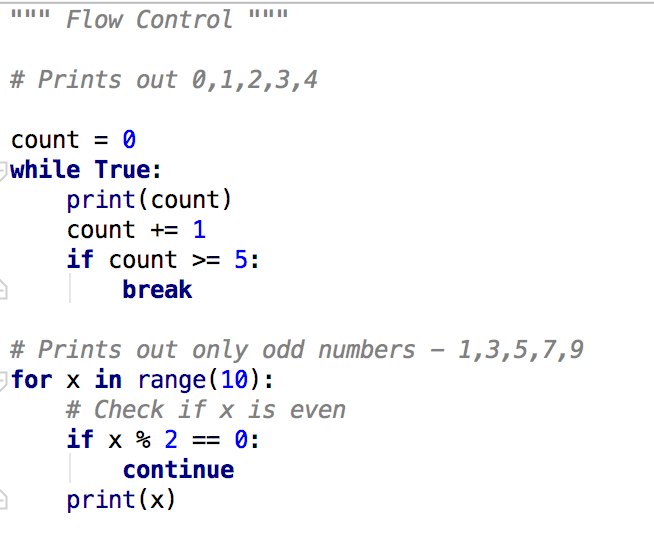 """ Flow Control """
# Prints out 0,1,2,3,4
count = 0
while True:
    print(count)
    count += 1
    if count >= 5:
        break
# Prints out only odd numbers – 1,3,5,7,9
for x in range(10):
    # Check if x is even
    if x % 2 == 0:
        continue
    print(x)